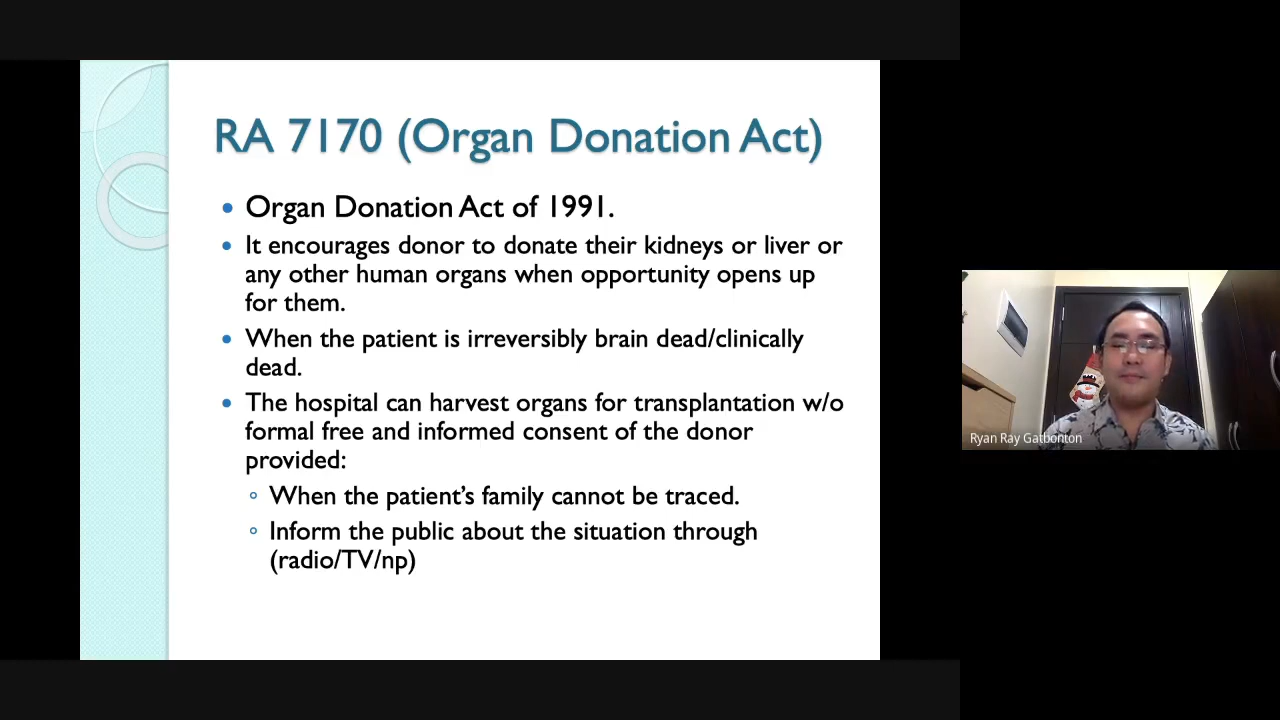 RA 7170 (Organ Donation Act)
• Organ Donation Act of 1991.
• It encourages donor to donate their kidneys or liver or
any other human organs when opportunity opens up
for them.
• When the patient is irreversibly brain dead/clinically
dead.
• The hospital can harvest organs for transplantation w/o
formal free and informed consent of the donor
provided:
◦ When the patient's family cannot be traced.
◦ Inform the public about the situation through
(radio/TV/np)
Ryan Ray Gatbonton